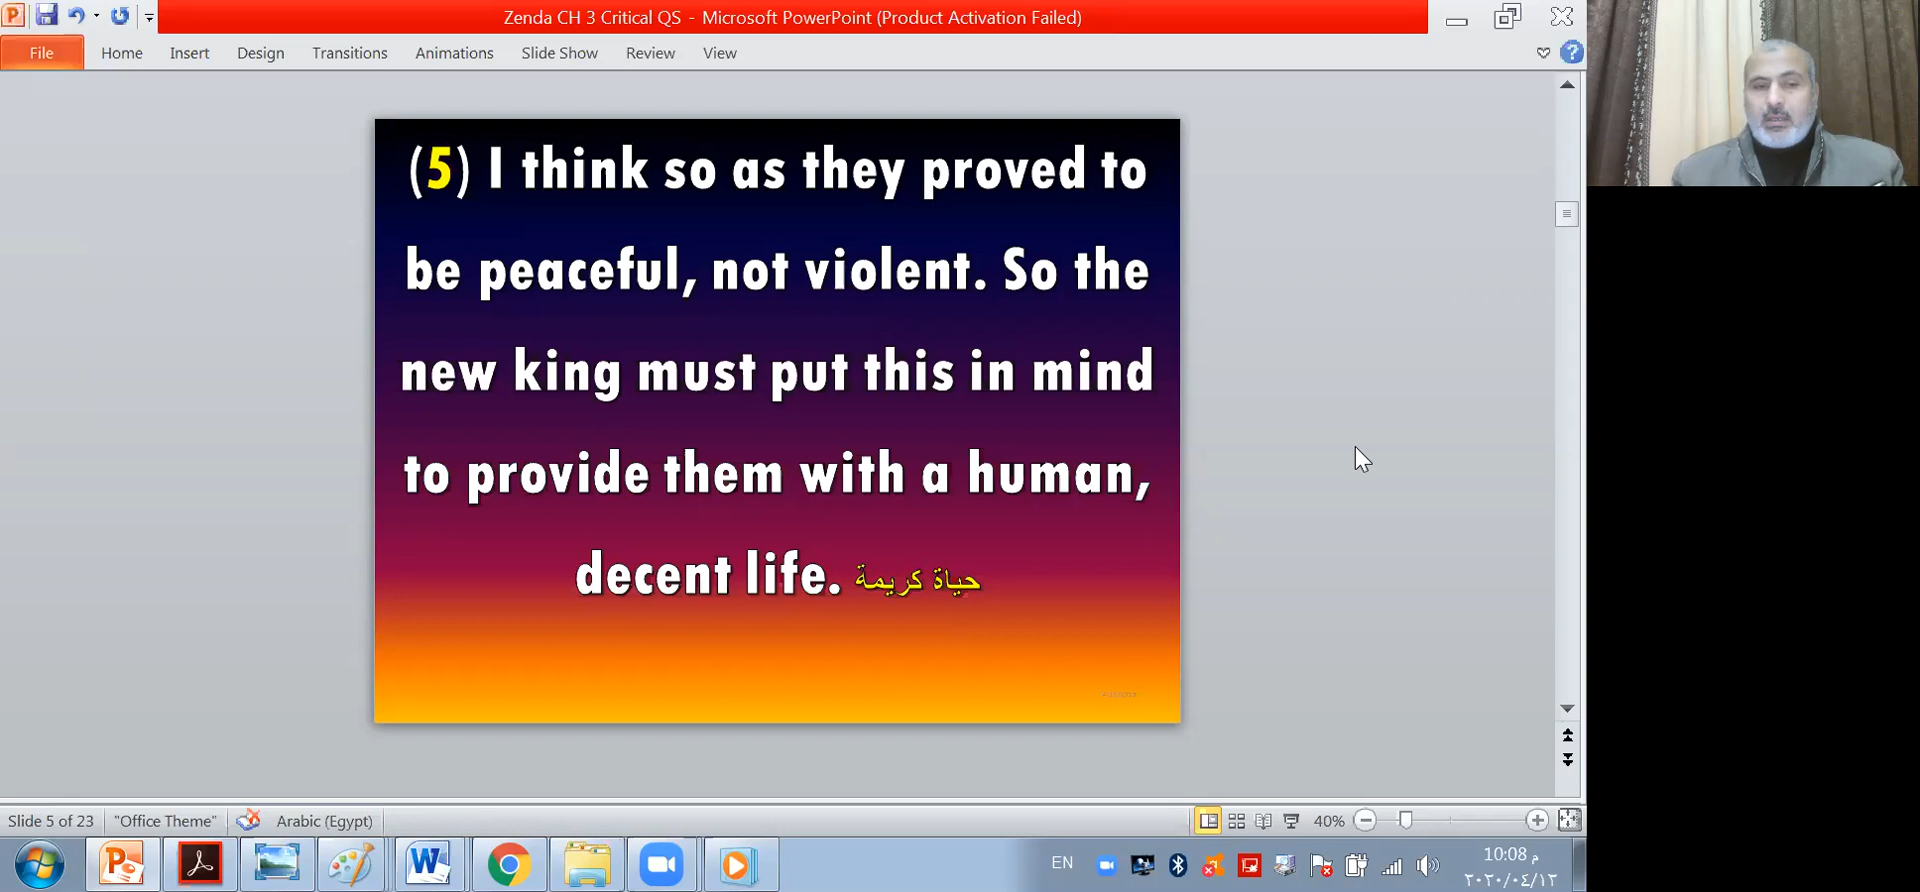 Zenda CH 3 Critical QS - Microsoft PowerPoint (Product Activation Failed)
File Home Insert Design Transitions Animations Slide Show Review View
(5) I think so as they proved to
be peaceful, not violent. So the
new king must put this in mind
to provide them with a human,
decent life. حياة كريمة
Slide 5 of 23 "Office Theme" Arabic (Egypt) 40%
EN
10:08 م
٢٠٢٠/٠٤/١٢